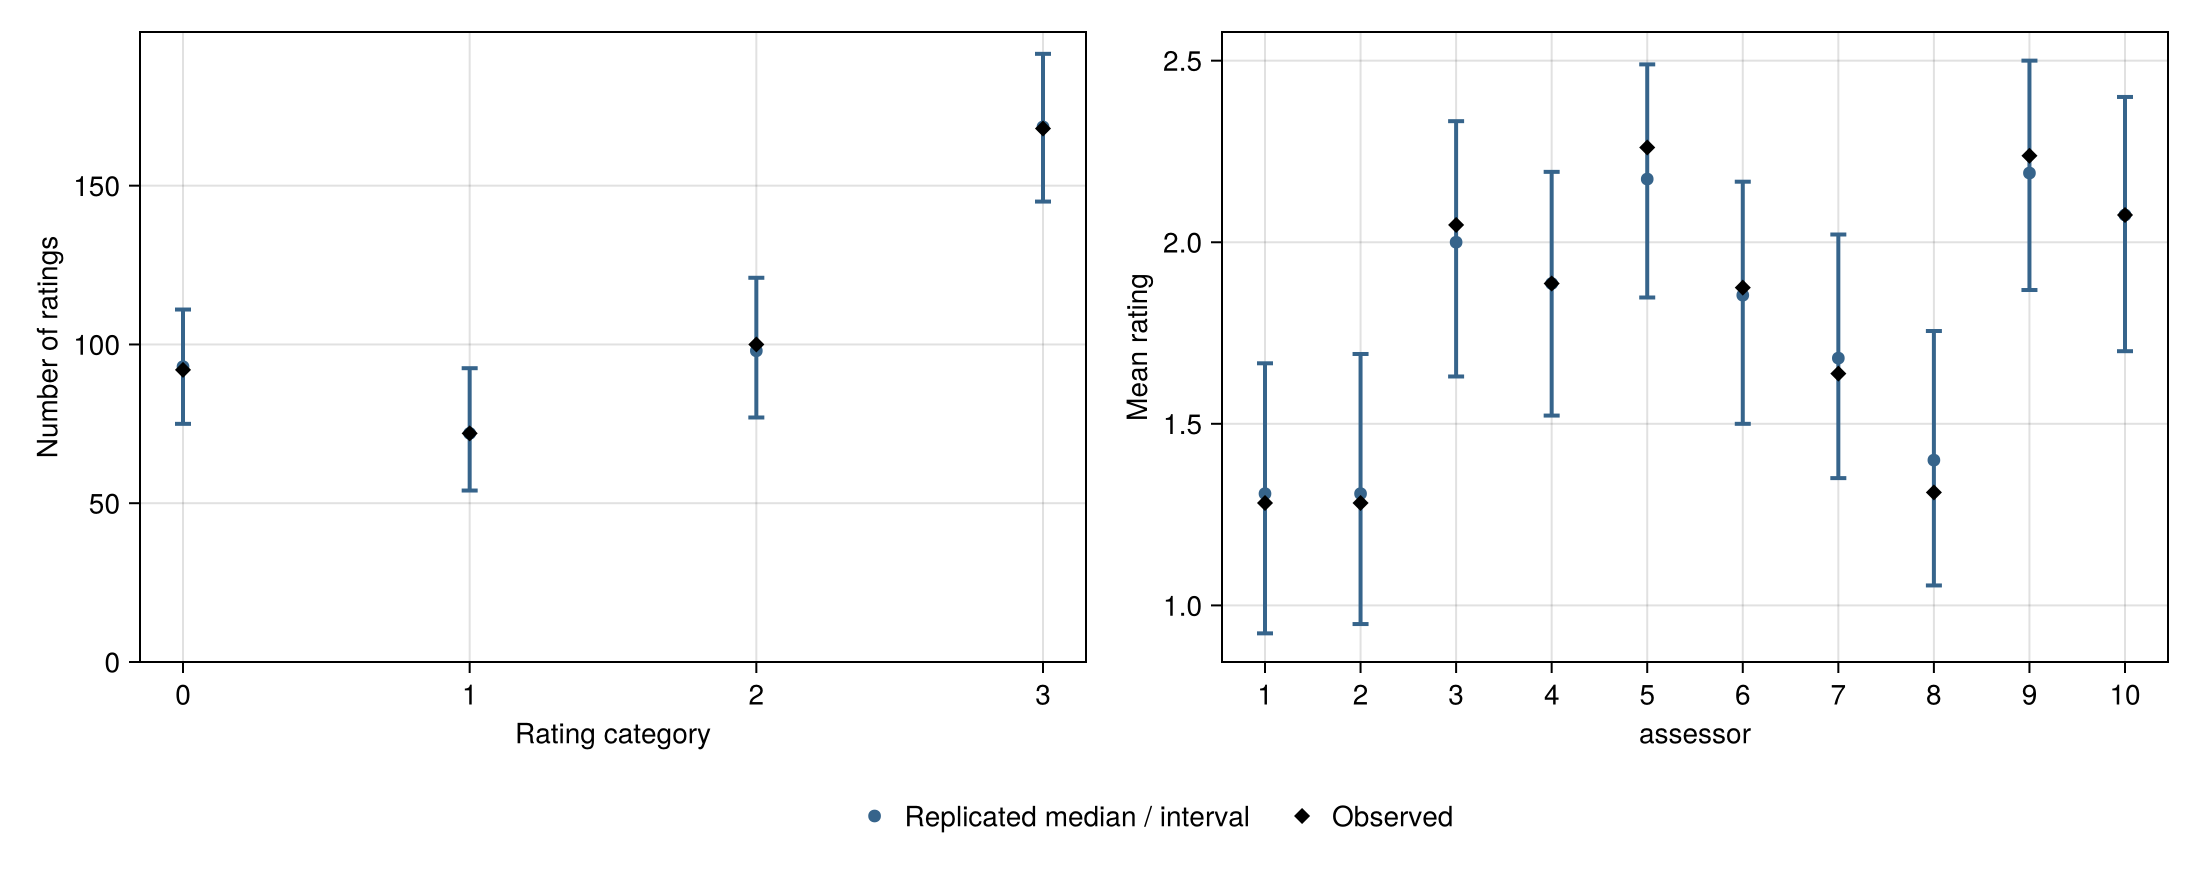 Number of ratings
150
100
50
0
0 1 2 3
Rating category
Mean rating
2.5
2.0
1.5
1.0
1 2 3 4 5 6 7 8 9 10
assessor
Replicated median / interval Observed